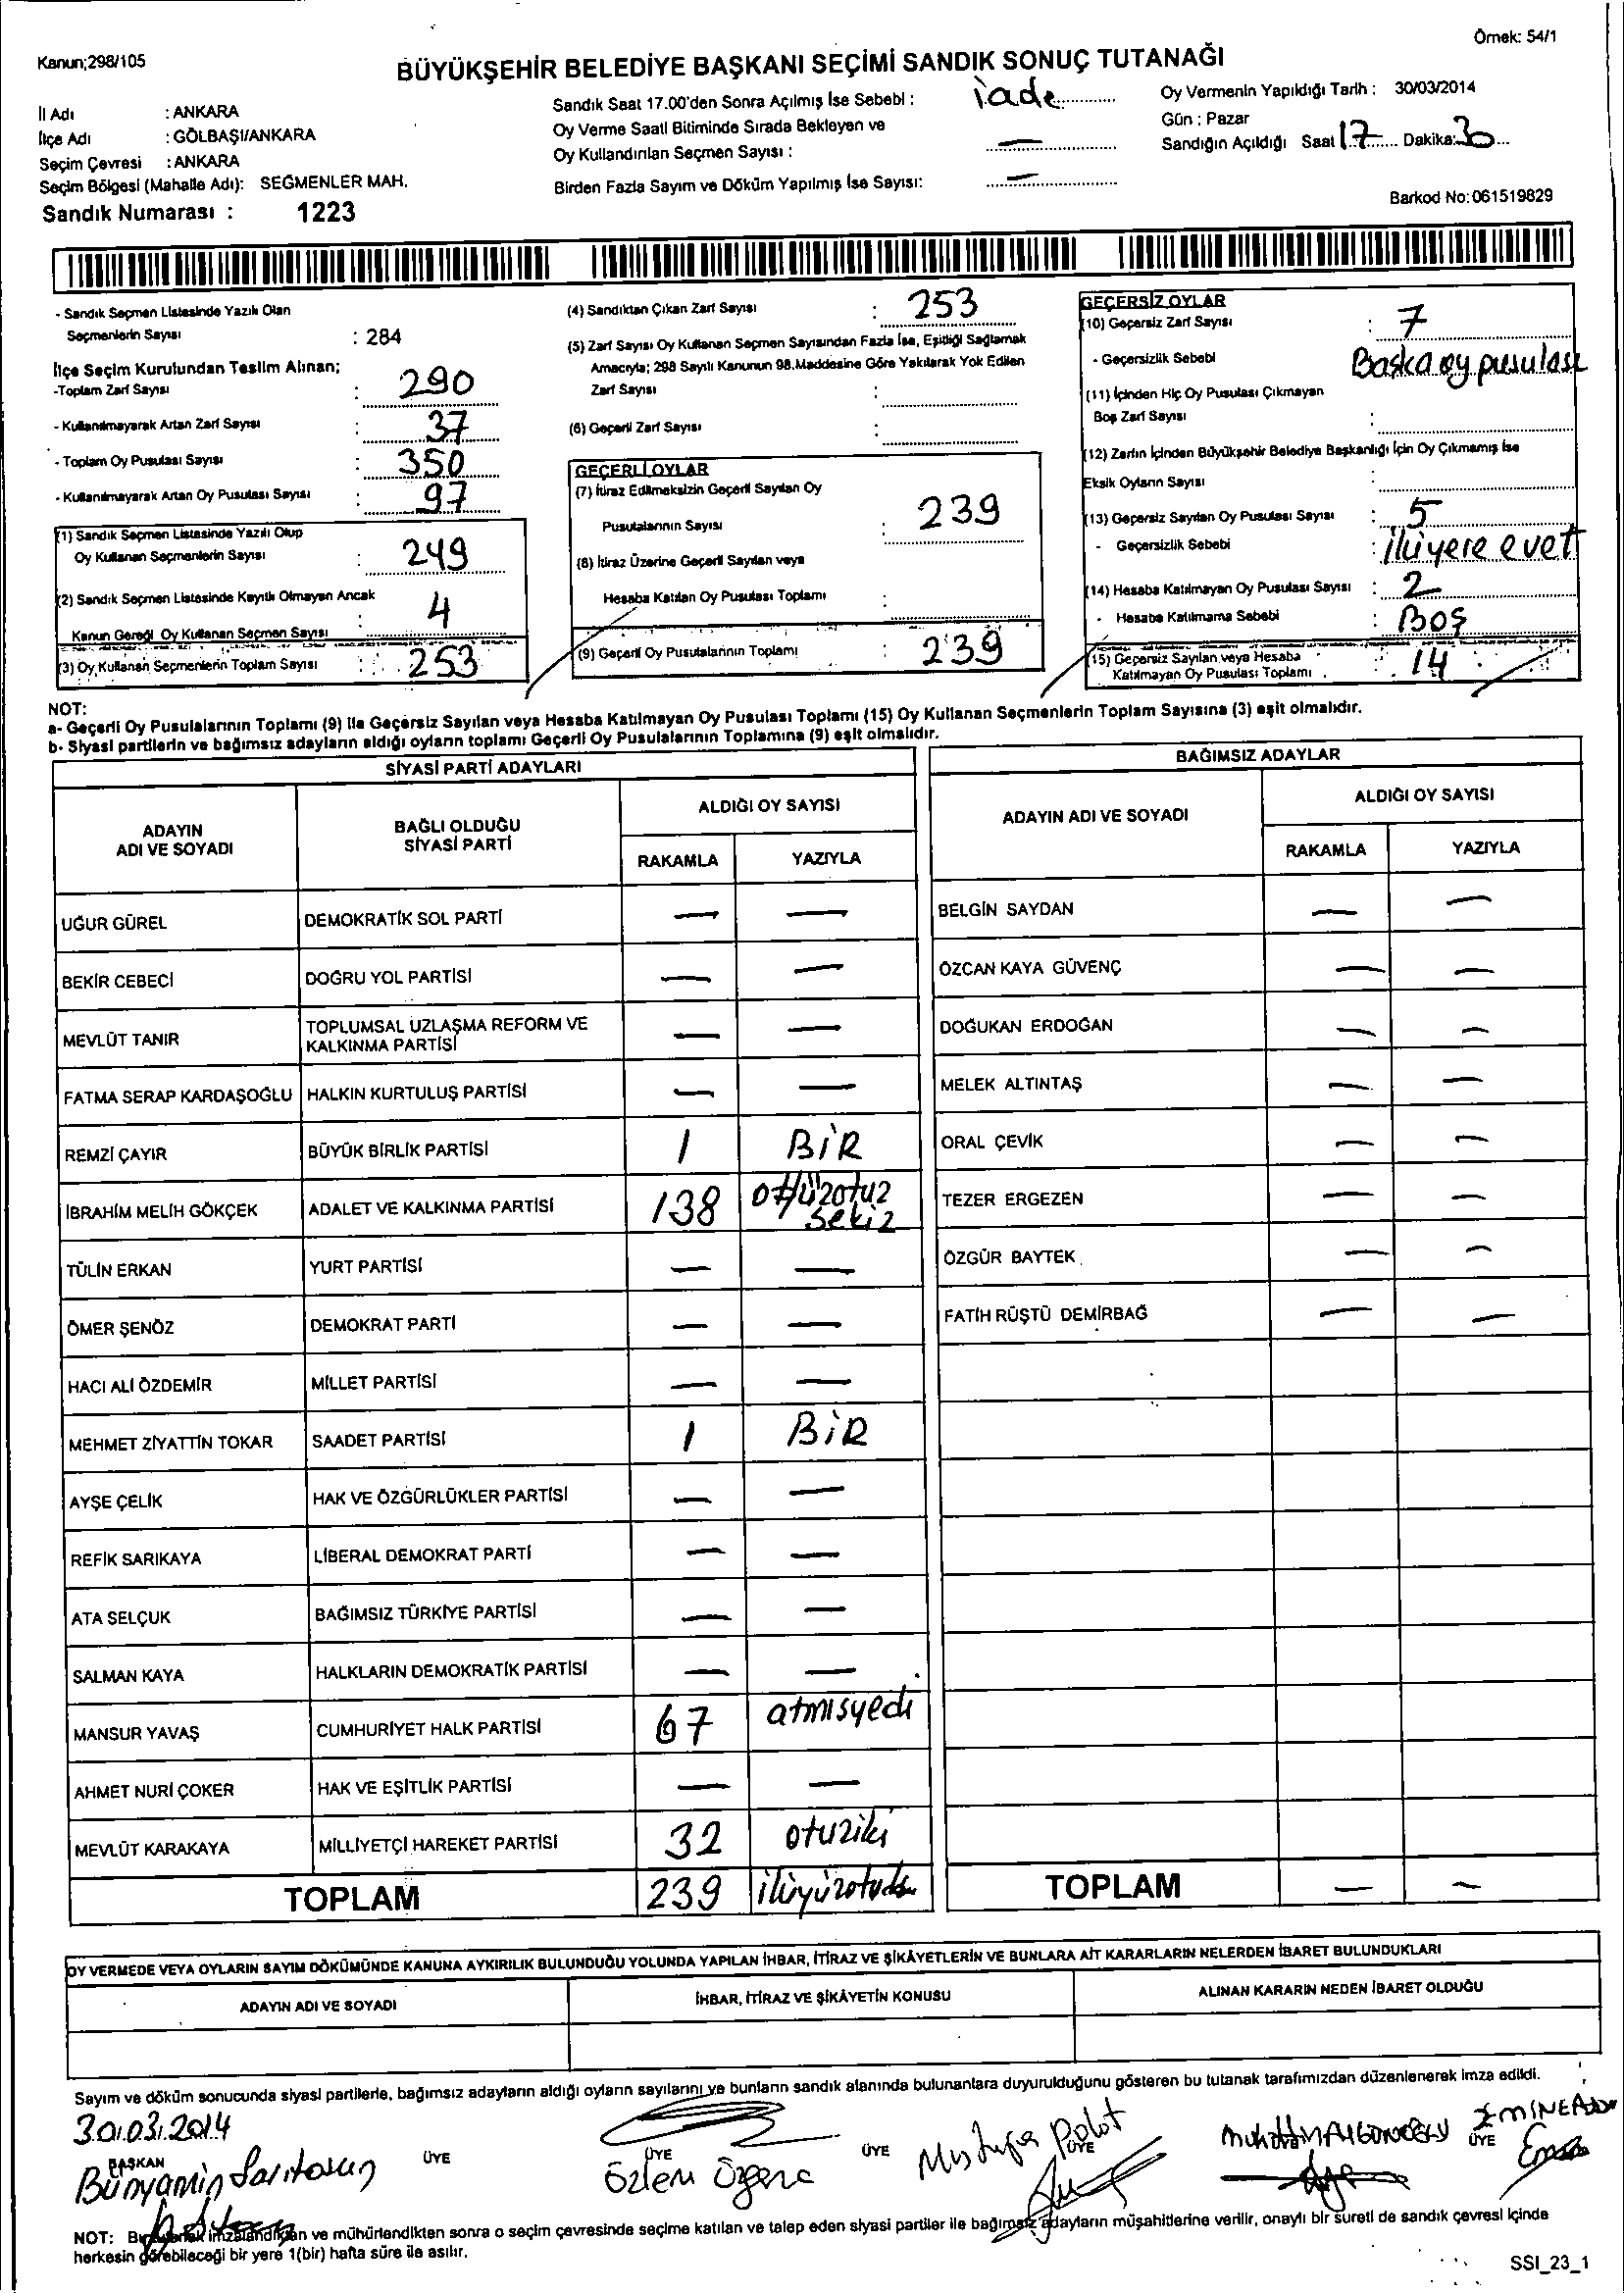 Örnek: 54/1
Kanun;298/105
BÜYÜKŞEHİR BELEDİYE BAŞKANI SEÇİMİ SANDIK SONUÇ TUTANAĞI
İl Adı : ANKARA
İlçe Adı : GÖLBAŞI/ANKARA
Seçim Çevresi : ANKARA
Seçim Bölgesi (Mahalle Adı): SEĞMENLER MAH.
Sandık Numarası : 1223
Sandık Saat 17.00'den Sonra Açılmış İse Sebebi : iade
Oy Verme Saati Bitiminde Sırada Bekleyen ve
Oy Kullandırılan Seçmen Sayısı : —
Birden Fazla Sayım ve Döküm Yapılmış İse Sayısı: —
Oy Vermenin Yapıldığı Tarih : 30/03/2014
Gün : Pazar
Sandığın Açıldığı Saat 17 Dakika: 30
Barkod No:061519829
- Sandık Seçmen Listesinde Yazılı Olan
Seçmenlerin Sayısı : 284
İlçe Seçim Kurulundan Teslim Alınan;
-Toplam Zarf Sayısı : 290
- Kullanılmayarak Artan Zarf Sayısı : 37
- Toplam Oy Pusulası Sayısı : 350
- Kullanılmayarak Artan Oy Pusulası Sayısı : 97
(1) Sandık Seçmen Listesinde Yazılı Olup
Oy Kullanan Seçmenlerin Sayısı : 249
(2) Sandık Seçmen Listesinde Kayıtlı Olmayan Ancak
Kanun Gereği Oy Kullanan Seçmen Sayısı : 4
(3) Oy Kullanan Seçmenlerin Toplam Sayısı : 253
(4) Sandıktan Çıkan Zarf Sayısı : 253
(5) Zarf Sayısı Oy Kullanan Seçmen Sayısından Fazla İse, Eşitliği Sağlamak
Amacıyla; 298 Sayılı Kanunun 98.Maddesine Göre Yakılarak Yok Edilen
Zarf Sayısı :
(6) Geçerli Zarf Sayısı :
GEÇERLİ OYLAR
(7) İtiraz Edilmeksizin Geçerli Sayılan Oy
Pusulalarının Sayısı : 239
(8) İtiraz Üzerine Geçerli Sayılan veya
Hesaba Katılan Oy Pusulası Toplamı :
(9) Geçerli Oy Pusulalarının Toplamı : 239
GEÇERSİZ OYLAR
(10) Geçersiz Zarf Sayısı : 7
- Geçersizlik Sebebi Başka oy pusulası
(11) İçinden Hiç Oy Pusulası Çıkmayan
Boş Zarf Sayısı :
(12) Zarfın İçinden Büyükşehir Belediye Başkanlığı İçin Oy Çıkmamış İse
Eksik Oyların Sayısı :
(13) Geçersiz Sayılan Oy Pusulası Sayısı : 5
- Geçersizlik Sebebi : ikiyere evet
(14) Hesaba Katılmayan Oy Pusulası Sayısı : 2
- Hesaba Katılmama Sebebi : BOŞ
(15) Geçersiz Sayılan veya Hesaba
Katılmayan Oy Pusulası Toplamı : 14
NOT:
a- Geçerli Oy Pusulalarının Toplamı (9) ile Geçersiz Sayılan veya Hesaba Katılmayan Oy Pusulası Toplamı (15) Oy Kullanan Seçmenlerin Toplam Sayısına (3) eşit olmalıdır.
b- Siyasi partilerin ve bağımsız adayların aldığı oyların toplamı Geçerli Oy Pusulalarının Toplamına (9) eşit olmalıdır.
SİYASİ PARTİ ADAYLARI
ADAYIN ADI VE SOYADI BAĞLI OLDUĞU SİYASİ PARTİ ALDIĞI OY SAYISI
RAKAMLA YAZIYLA
UĞUR GÜREL DEMOKRATİK SOL PARTİ — —
BEKİR CEBECİ DOĞRU YOL PARTİSİ — —
MEVLÜT TANIR TOPLUMSAL UZLAŞMA REFORM VE KALKINMA PARTİSİ — —
FATMA SERAP KARDAŞOĞLU HALKIN KURTULUŞ PARTİSİ — —
REMZİ ÇAYIR BÜYÜK BİRLİK PARTİSİ 1 BİR
İBRAHİM MELİH GÖKÇEK ADALET VE KALKINMA PARTİSİ 138 yüzotuz sekiz
TÜLİN ERKAN YURT PARTİSİ — —
ÖMER ŞENÖZ DEMOKRAT PARTİ — —
HACI ALİ ÖZDEMİR MİLLET PARTİSİ — —
MEHMET ZİYATTİN TOKAR SAADET PARTİSİ 1 BİR
AYŞE ÇELİK HAK VE ÖZGÜRLÜKLER PARTİSİ — —
REFİK SARIKAYA LİBERAL DEMOKRAT PARTİ — —
ATA SELÇUK BAĞIMSIZ TÜRKİYE PARTİSİ — —
SALMAN KAYA HALKLARIN DEMOKRATİK PARTİSİ — —
MANSUR YAVAŞ CUMHURİYET HALK PARTİSİ 67 atmisyedi
AHMET NURİ ÇOKER HAK VE EŞİTLİK PARTİSİ — —
MEVLÜT KARAKAYA MİLLİYETÇİ HAREKET PARTİSİ 32 otuziki
TOPLAM 239
BAĞIMSIZ ADAYLAR
ADAYIN ADI VE SOYADI ALDIĞI OY SAYISI
RAKAMLA YAZIYLA
BELGİN SAYDAN — —
ÖZCAN KAYA GÜVENÇ — —
DOĞUKAN ERDOĞAN — —
MELEK ALTINTAŞ — —
ORAL ÇEVİK — —
TEZER ERGEZEN — —
ÖZGÜR BAYTEK — —
FATİH RÜŞTÜ DEMİRBAĞ — —
TOPLAM — —
OY VERMEDE VEYA OYLARIN SAYIM DÖKÜMÜNDE KANUNA AYKIRILIK BULUNDUĞU YOLUNDA YAPILAN İHBAR, İTİRAZ VE ŞİKÂYETLERİN VE BUNLARA AİT KARARLARIN NELERDEN İBARET BULUNDUKLARI
ADAYIN ADI VE SOYADI İHBAR, İTİRAZ VE ŞİKÂYETİN KONUSU ALINAN KARARIN NEDEN İBARET OLDUĞU
Sayım ve döküm sonucunda siyasi partilerle, bağımsız adayların aldığı oyların sayılarını ve bunların sandık alanında bulunanlara duyurulduğunu gösteren bu tutanak tarafımızdan düzenlenerek imza edildi.
30.03.2014
BAŞKAN ÜYE ÜYE ÜYE ÜYE ÜYE
Bünyamin Özlem Mustafa Polat
NOT: Bu tutanak imzalandıktan ve mühürlendikten sonra o seçim çevresinde seçime katılan ve talep eden siyasi partiler ile bağımsız adayların müşahitlerine verilir, onaylı bir sureti de sandık çevresi içinde
herkesin görebileceği bir yere 1(bir) hafta süre ile asılır.
SSI_23_1